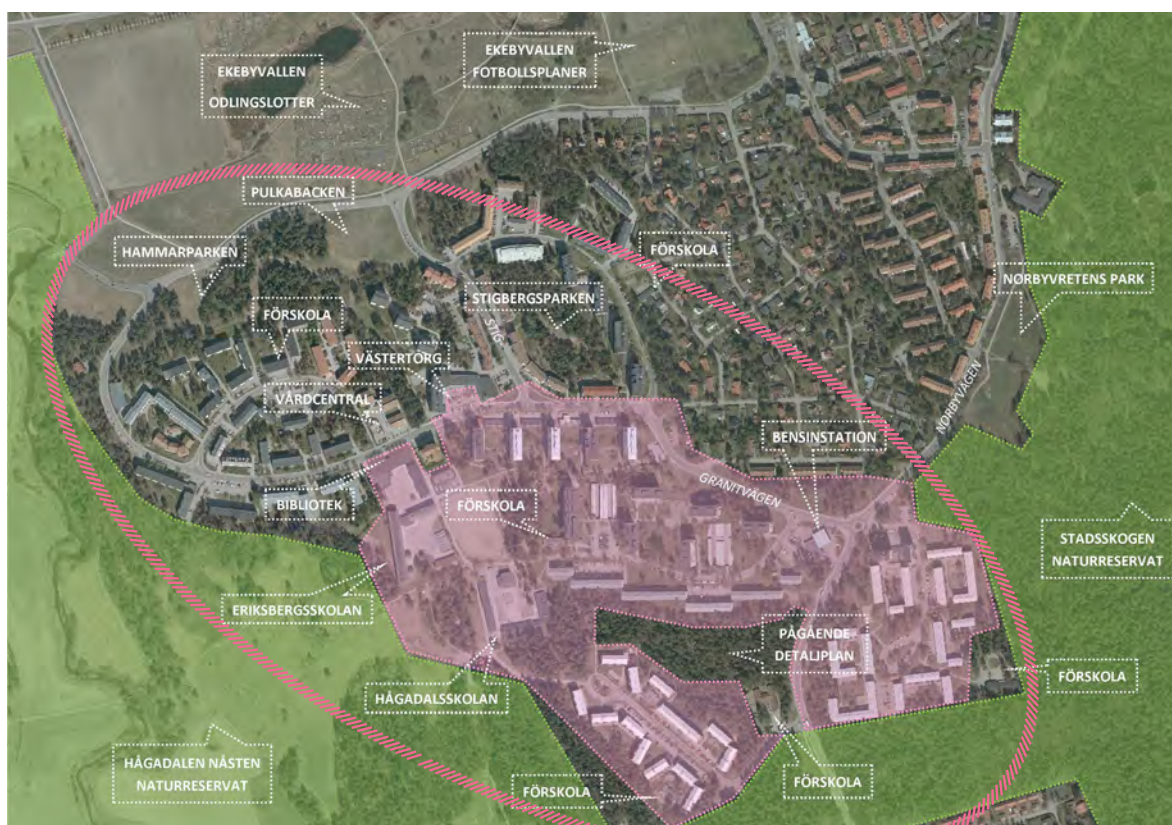 EKEBYVALLEN
ODLINGSLOTTER
EKEBYVALLEN
FOTBOLLSPLANER
PULKABACKEN
HAMMARPARKEN
FÖRSKOLA
NORBYVRETENS PARK
STIGBERGSPARKEN
FÖRSKOLA
STIG-
VÄSTERTORG
VÅRDCENTRAL
NORBYVÄGEN
BENSINSTATION
GRANITVÄGEN
BIBLIOTEK
FÖRSKOLA
STADSSKOGEN
NATURRESERVAT
ERIKSBERGSSKOLAN
PÅGÅENDE
DETALJPLAN
FÖRSKOLA
HÅGADALSSKOLAN
HÅGADALEN NÅSTEN
NATURRESERVAT
FÖRSKOLA
FÖRSKOLA